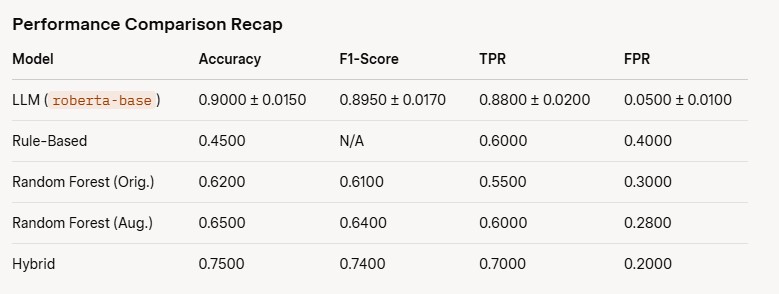 Performance Comparison Recap
Model Accuracy F1-Score TPR FPR
LLM ( roberta-base ) 0.9000 ± 0.0150 0.8950 ± 0.0170 0.8800 ± 0.0200 0.0500 ± 0.0100
Rule-Based 0.4500 N/A 0.6000 0.4000
Random Forest (Orig.) 0.6200 0.6100 0.5500 0.3000
Random Forest (Aug.) 0.6500 0.6400 0.6000 0.2800
Hybrid 0.7500 0.7400 0.7000 0.2000